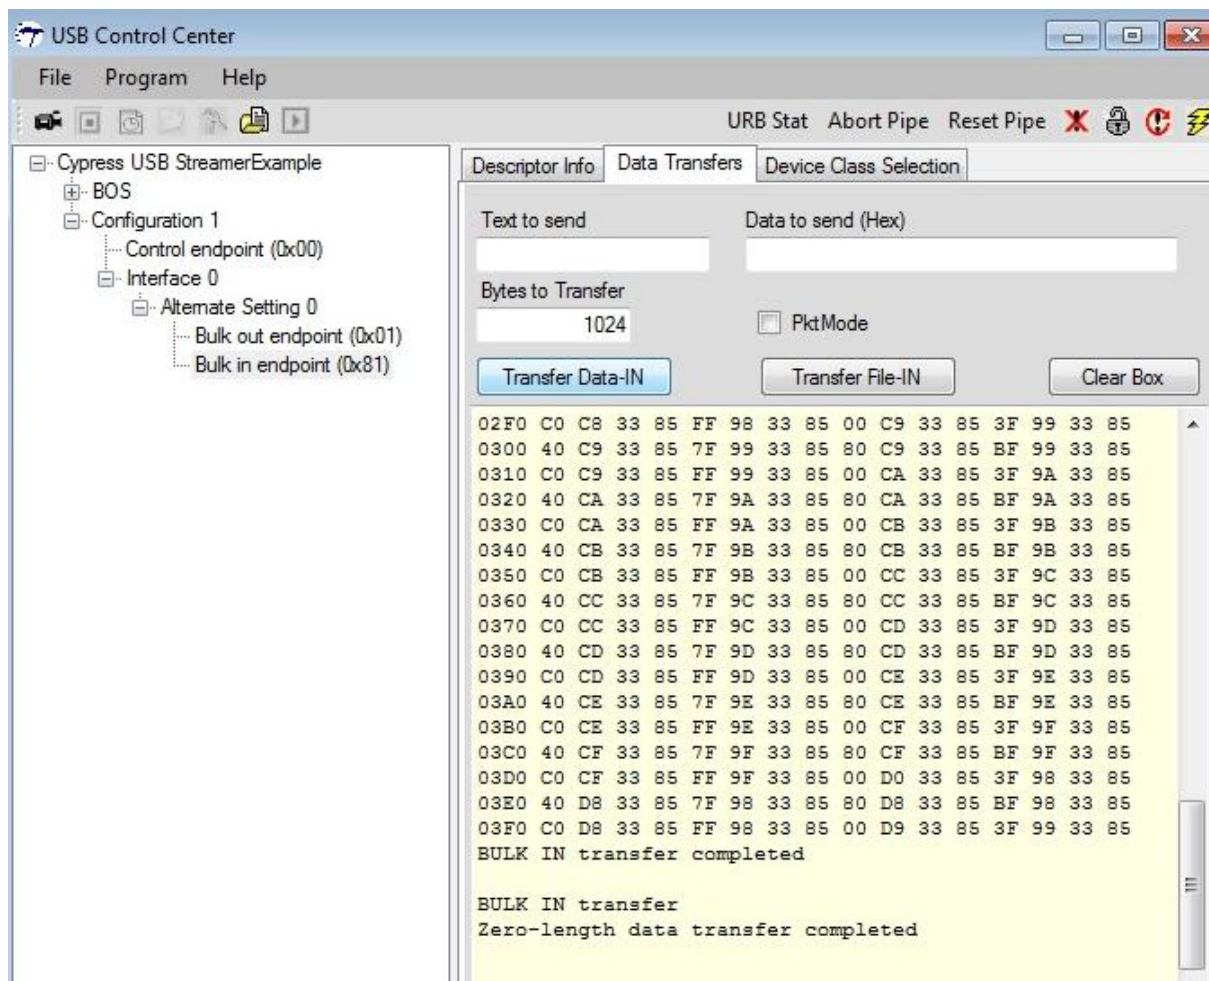 USB Control Center
File Program Help
URB Stat Abort Pipe Reset Pipe
Cypress USB StreamerExample
BOS
Configuration 1
Control endpoint (0x00)
Interface 0
Alternate Setting 0
Bulk out endpoint (0x01)
Bulk in endpoint (0x81)
Descriptor Info Data Transfers Device Class Selection
Text to send Data to send (Hex)
Bytes to Transfer
1024 PktMode
Transfer Data-IN Transfer File-IN Clear Box
02F0 C0 C8 33 85 FF 98 33 85 00 C9 33 85 3F 99 33 85
0300 40 C9 33 85 7F 99 33 85 80 C9 33 85 BF 99 33 85
0310 C0 C9 33 85 FF 99 33 85 00 CA 33 85 3F 9A 33 85
0320 40 CA 33 85 7F 9A 33 85 80 CA 33 85 BF 9A 33 85
0330 C0 CA 33 85 FF 9A 33 85 00 CB 33 85 3F 9B 33 85
0340 40 CB 33 85 7F 9B 33 85 80 CB 33 85 BF 9B 33 85
0350 C0 CB 33 85 FF 9B 33 85 00 CC 33 85 3F 9C 33 85
0360 40 CC 33 85 7F 9C 33 85 80 CC 33 85 BF 9C 33 85
0370 C0 CC 33 85 FF 9C 33 85 00 CD 33 85 3F 9D 33 85
0380 40 CD 33 85 7F 9D 33 85 80 CD 33 85 BF 9D 33 85
0390 C0 CD 33 85 FF 9D 33 85 00 CE 33 85 3F 9E 33 85
03A0 40 CE 33 85 7F 9E 33 85 80 CE 33 85 BF 9E 33 85
03B0 C0 CE 33 85 FF 9E 33 85 00 CF 33 85 3F 9F 33 85
03C0 40 CF 33 85 7F 9F 33 85 80 CF 33 85 BF 9F 33 85
03D0 C0 CF 33 85 FF 9F 33 85 00 D0 33 85 3F 98 33 85
03E0 40 D8 33 85 7F 98 33 85 80 D8 33 85 BF 98 33 85
03F0 C0 D8 33 85 FF 98 33 85 00 D9 33 85 3F 99 33 85
BULK IN transfer completed
BULK IN transfer
Zero-length data transfer completed